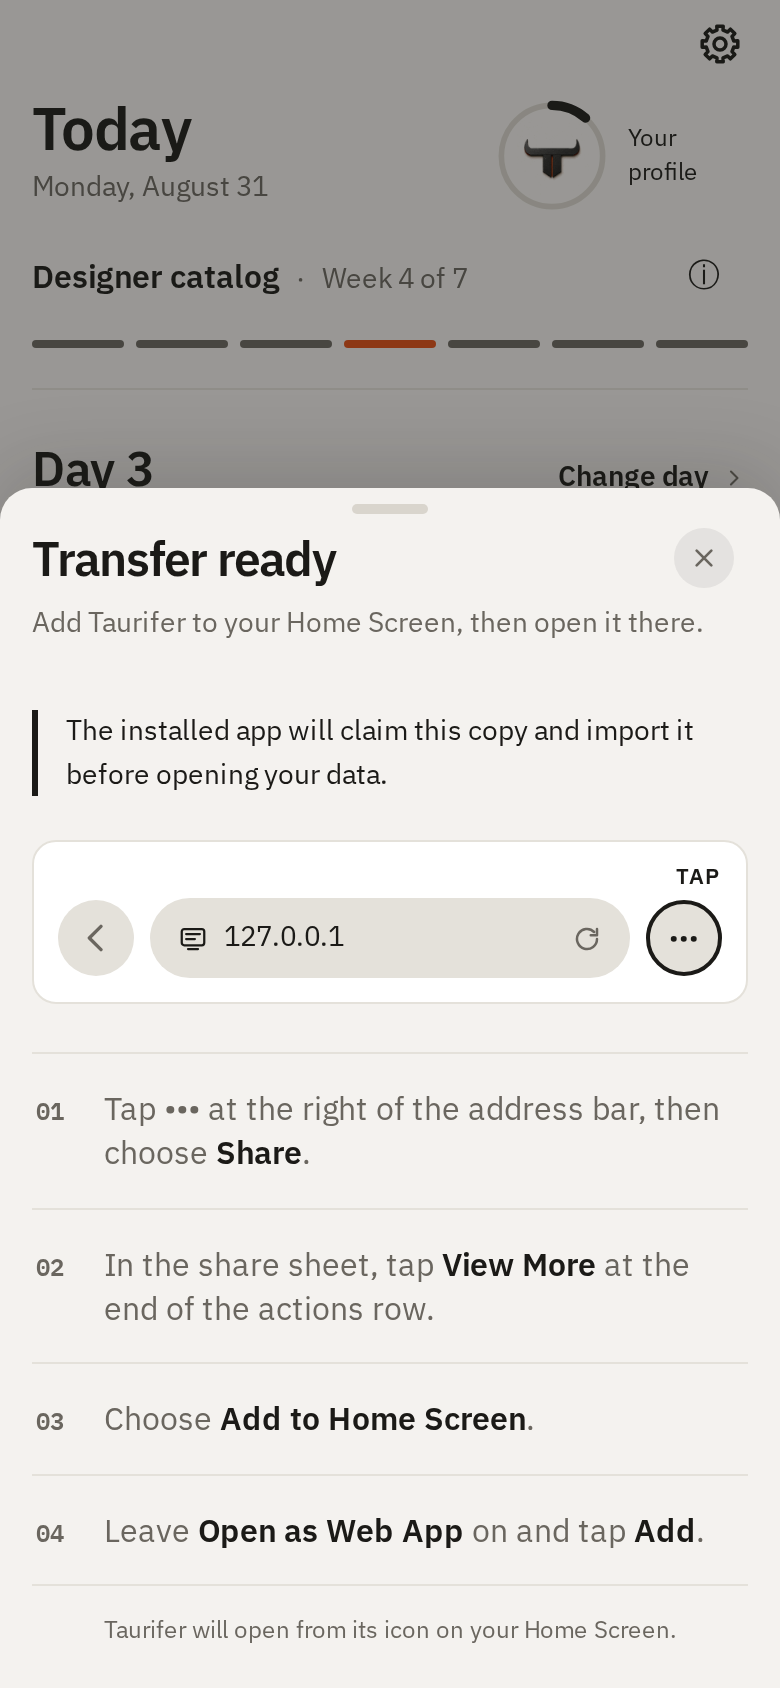 Today
Monday, August 31
Your
profile
Designer catalog · Week 4 of 7
Day 3
Change day
Transfer ready
Add Taurifer to your Home Screen, then open it there.
The installed app will claim this copy and import it
before opening your data.
TAP
127.0.0.1
01 Tap ••• at the right of the address bar, then
choose Share.
02 In the share sheet, tap View More at the
end of the actions row.
03 Choose Add to Home Screen.
04 Leave Open as Web App on and tap Add.
Taurifer will open from its icon on your Home Screen.